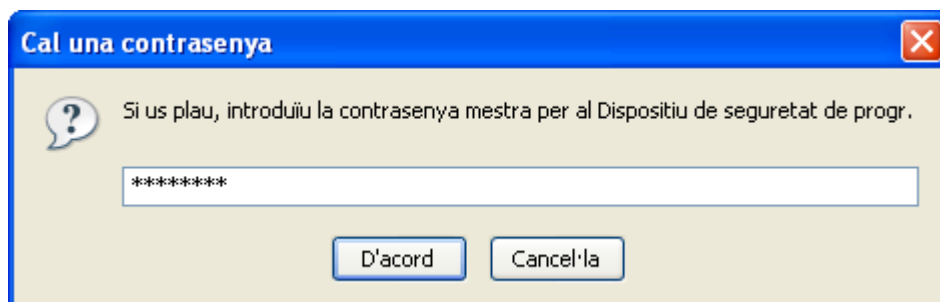 Cal una contrasenya
Si us plau, introduïu la contrasenya mestra per al Dispositiu de seguretat de progr.
********
D'acord
Cancel·la